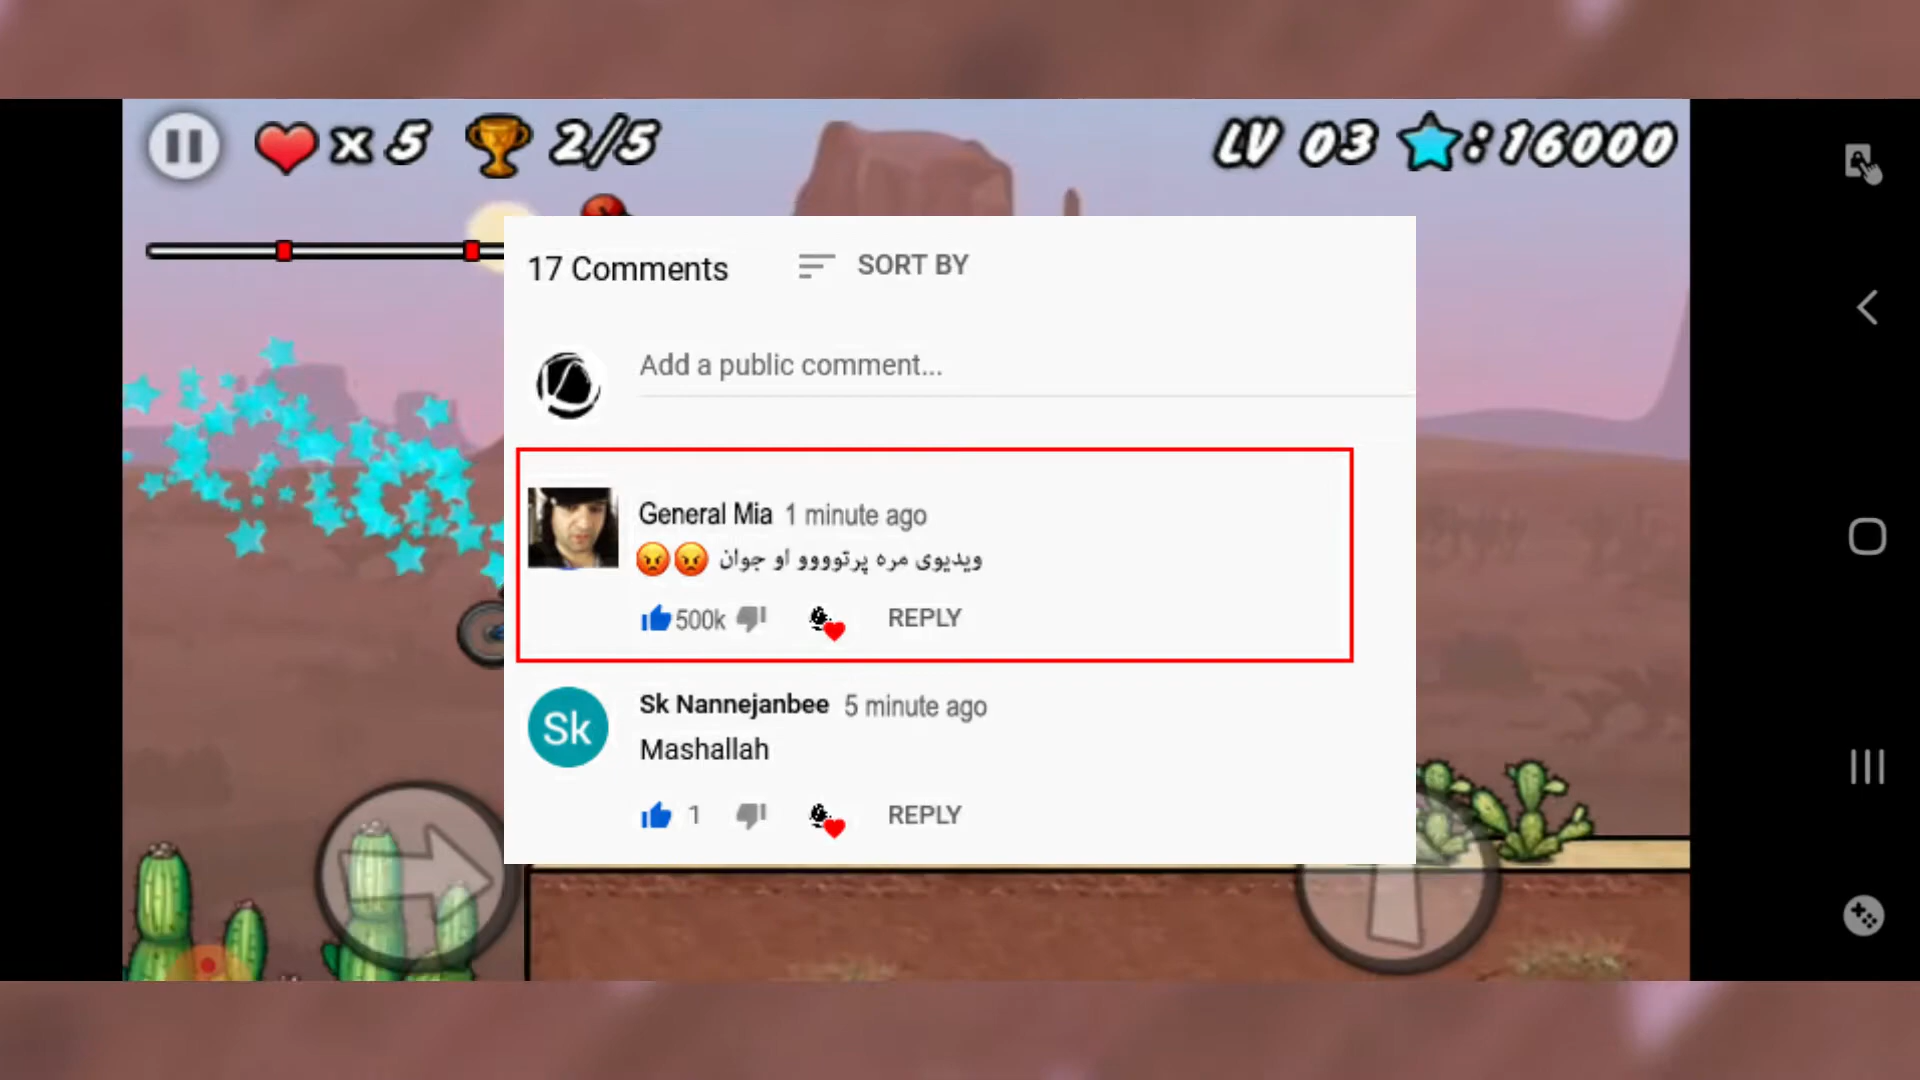 x 5 2/5 LV 03 : 16000
17 Comments SORT BY
Add a public comment...
General Mia 1 minute ago
ویدیوی مره پرتوووو او جوان 😡😡
500k REPLY
Sk
Sk Nannejanbee 5 minute ago
Mashallah
1 REPLY